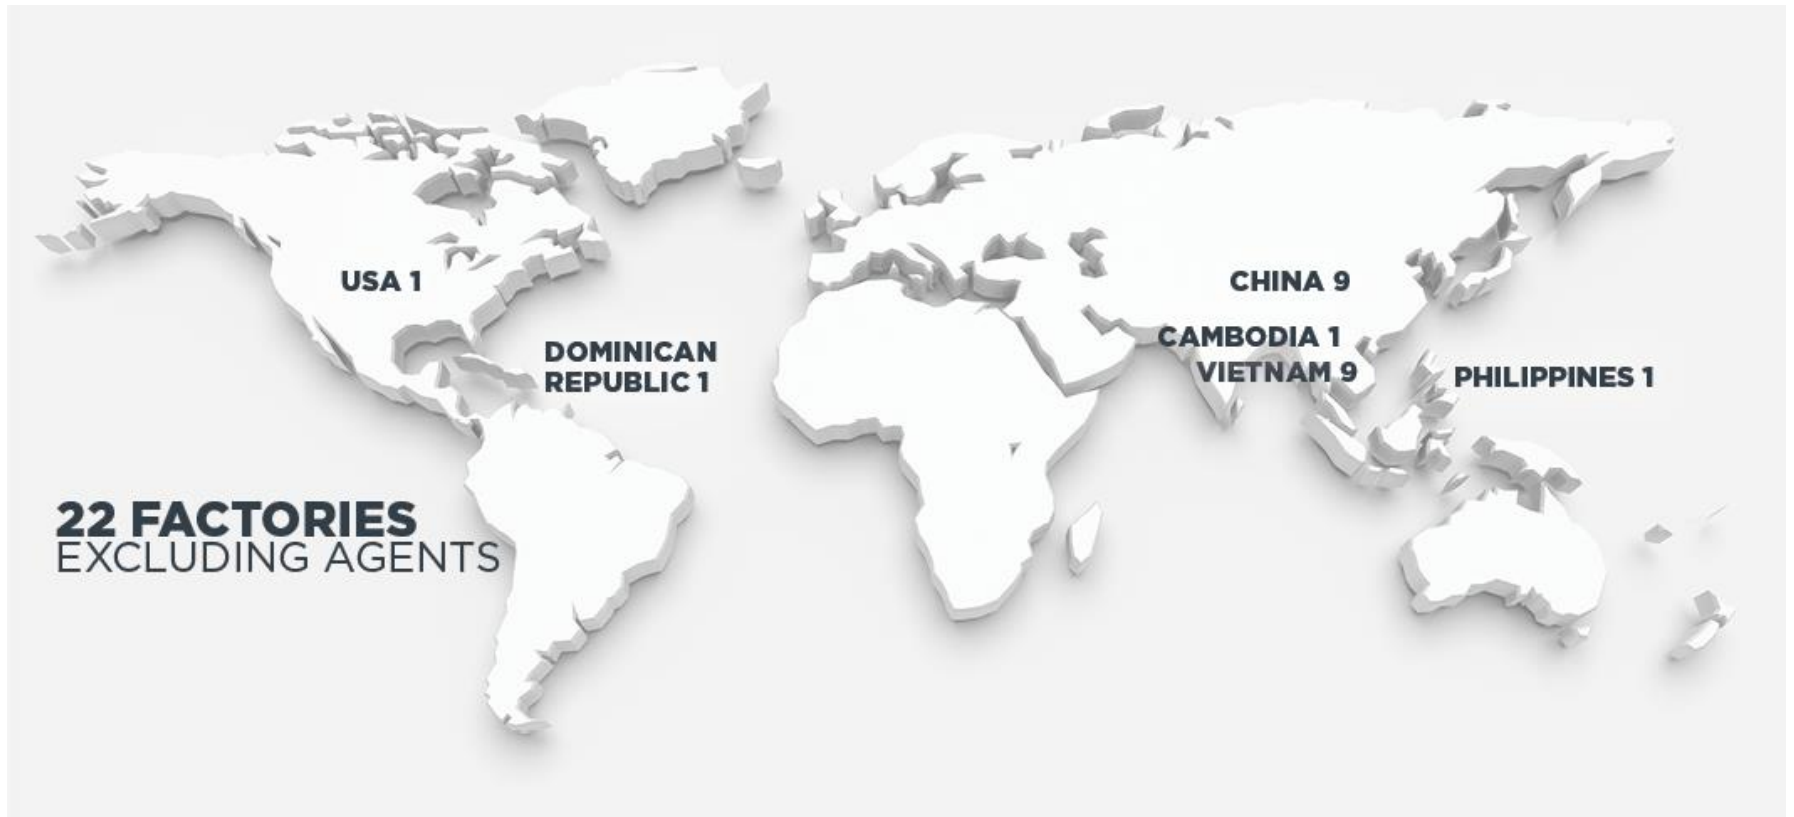 USA 1
CHINA 9
DOMINICAN
REPUBLIC 1
CAMBODIA 1
VIETNAM 9
PHILIPPINES 1
22 FACTORIES
EXCLUDING AGENTS